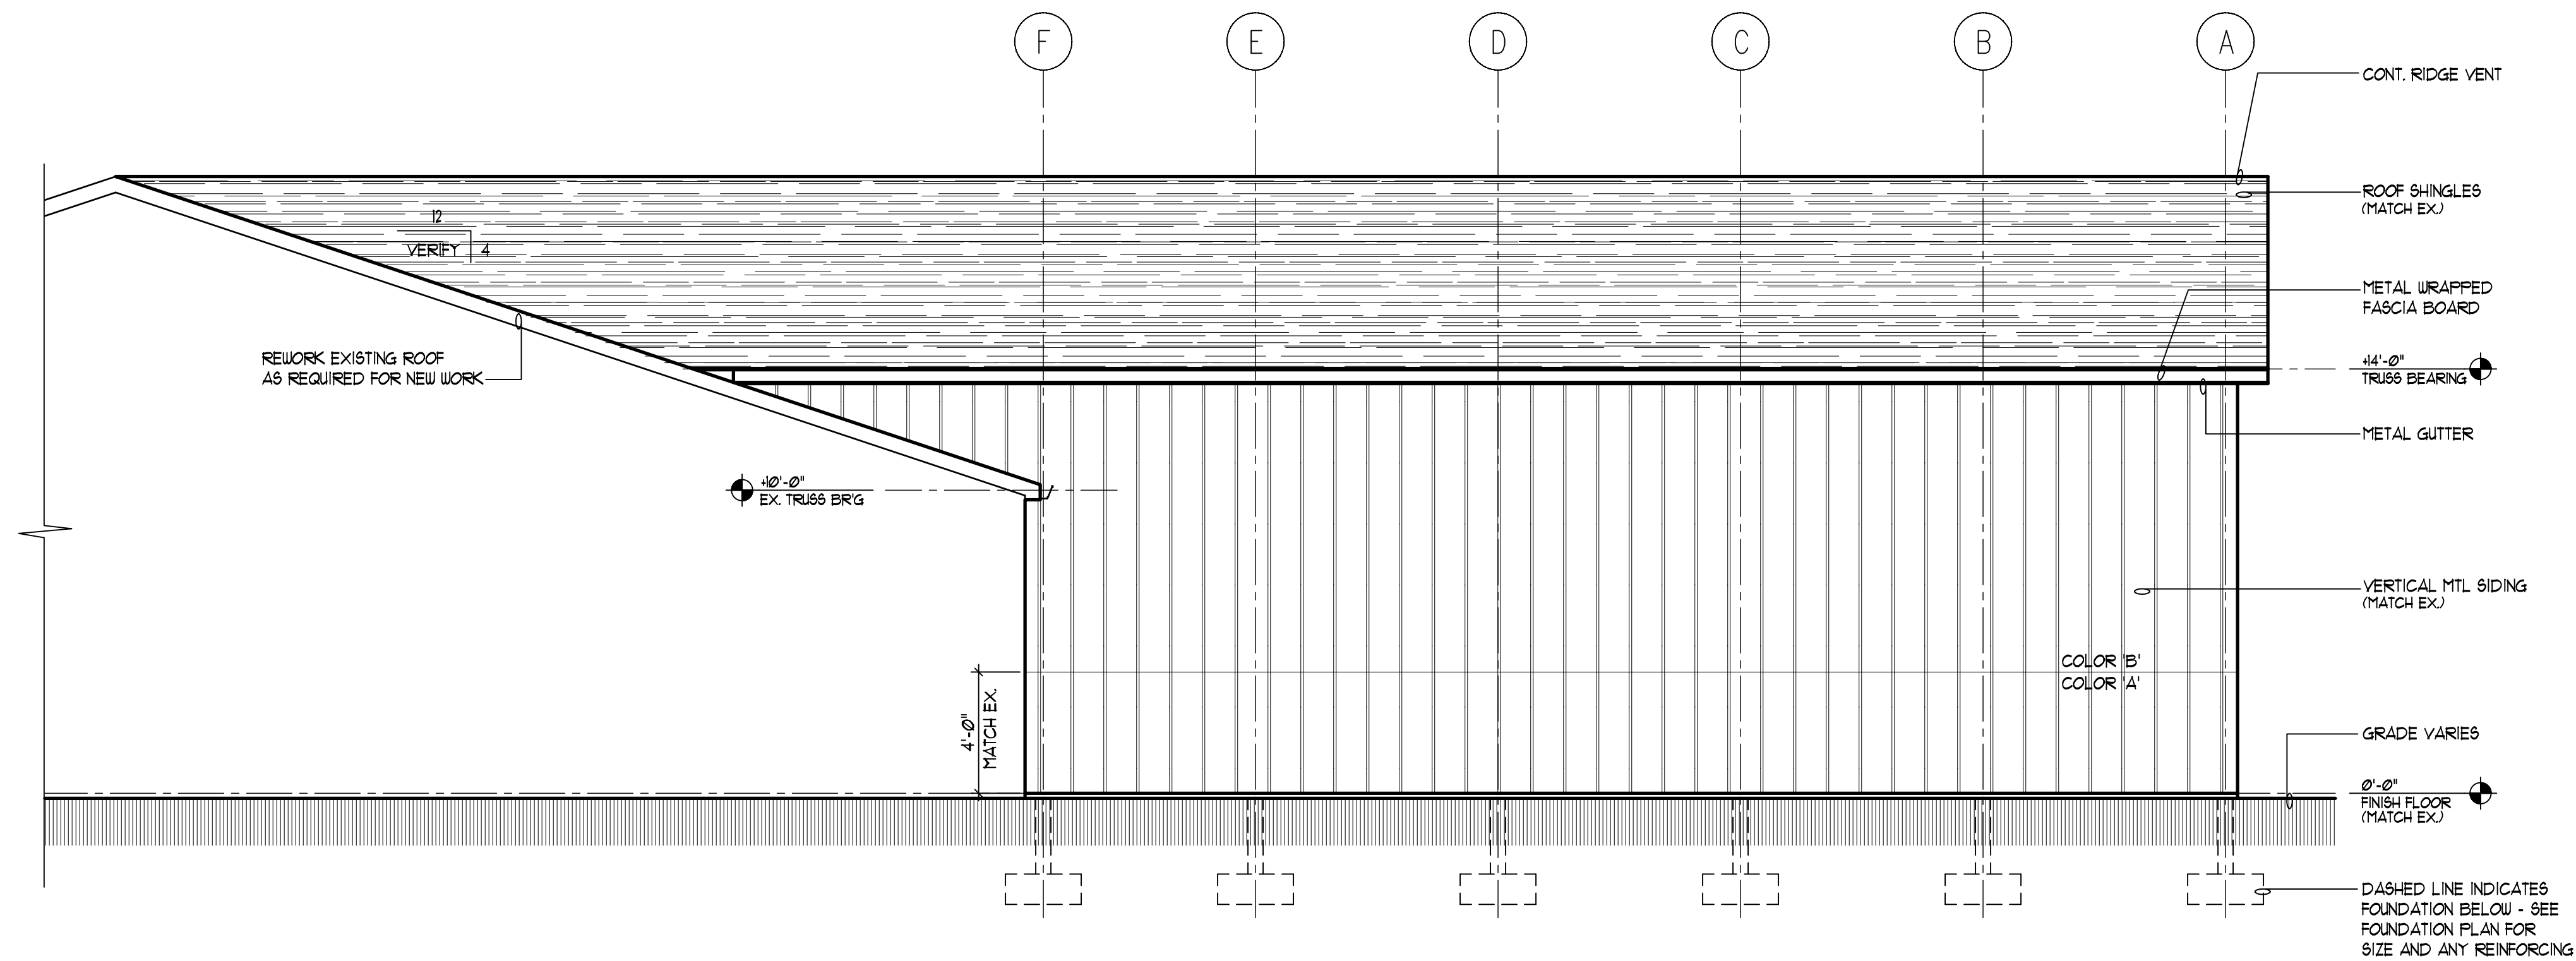 F
E
D
C
B
A
CONT. RIDGE VENT
ROOF SHINGLES
(MATCH EX.)
12
VERIFY 4
METAL WRAPPED
FASCIA BOARD
REWORK EXISTING ROOF
AS REQUIRED FOR NEW WORK
+14'-0"
TRUSS BEARING
METAL GUTTER
+10'-0"
EX. TRUSS BR'G
VERTICAL MTL SIDING
(MATCH EX.)
COLOR 'B'
COLOR 'A'
4'-0"
MATCH EX.
GRADE VARIES
0'-0"
FINISH FLOOR
(MATCH EX.)
DASHED LINE INDICATES
FOUNDATION BELOW - SEE
FOUNDATION PLAN FOR
SIZE AND ANY REINFORCING